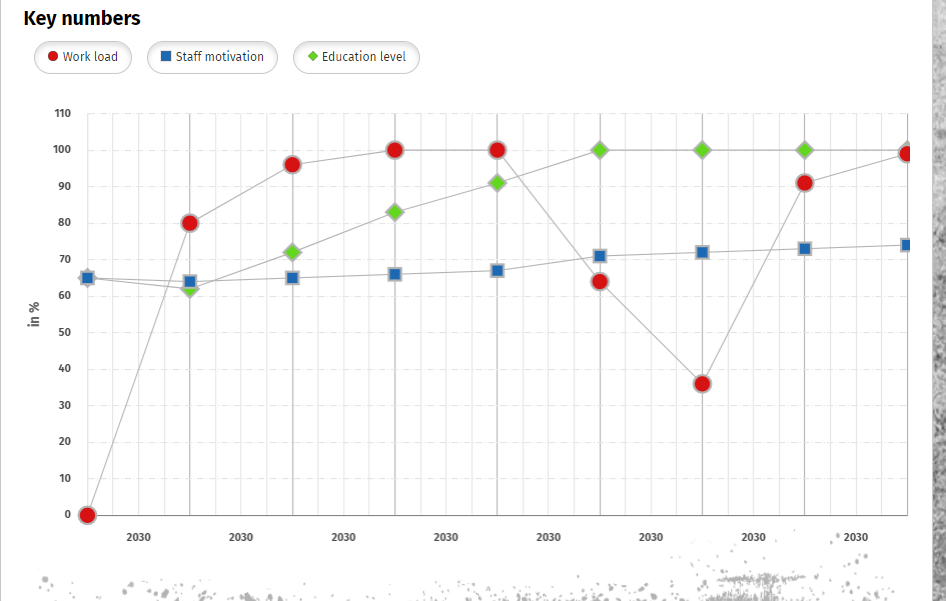 Key numbers
Work load
Staff motivation
Education level
110
100
90
80
70
60
50
40
30
20
10
0
in %
2030 2030 2030 2030 2030 2030 2030 2030